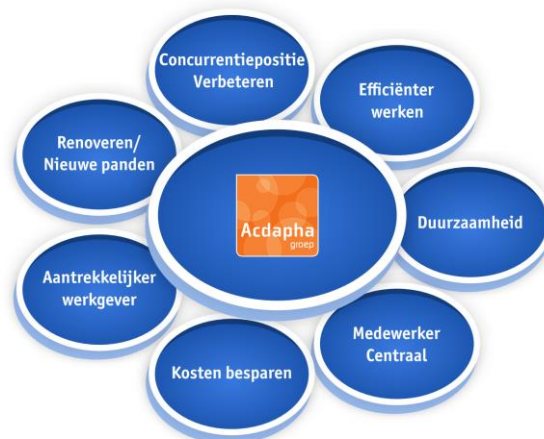 Concurrentiepositie
Verbeteren
Efficiënter
werken
Renoveren/
Nieuwe panden
Acdapha
groep
Duurzaamheid
Aantrekkelijker
werkgever
Medewerker
Centraal
Kosten besparen